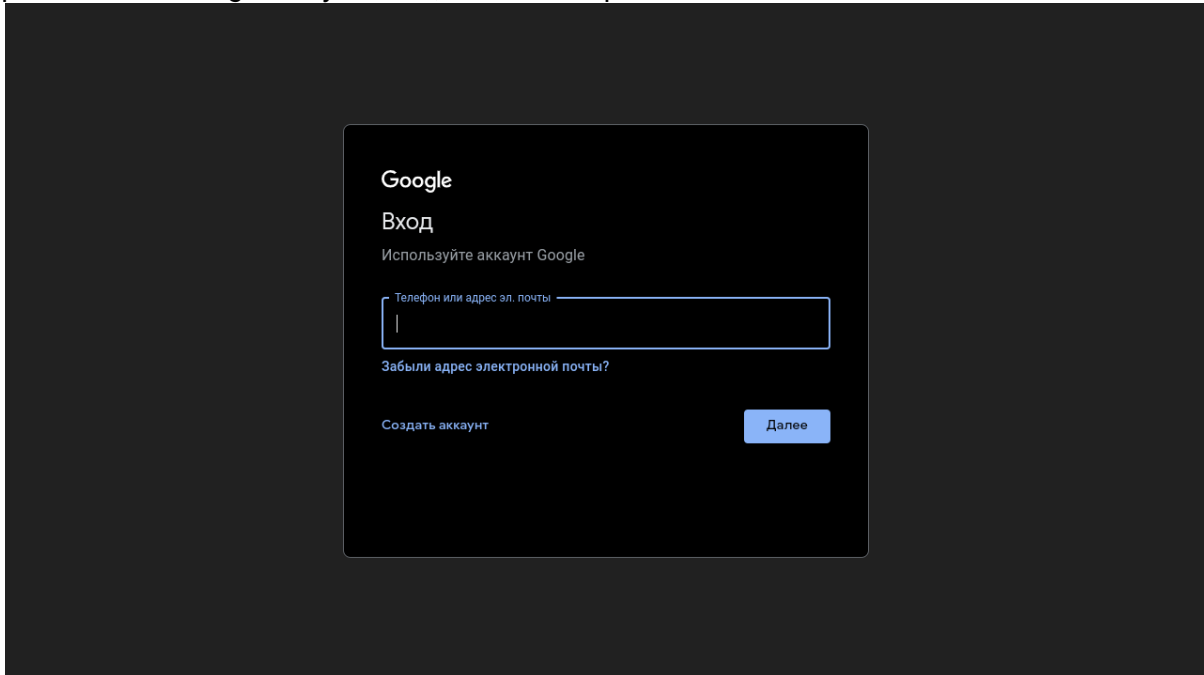 Google
Вход
Используйте аккаунт Google
Телефон или адрес эл. почты
Забыли адрес электронной почты?
Создать аккаунт
Далее